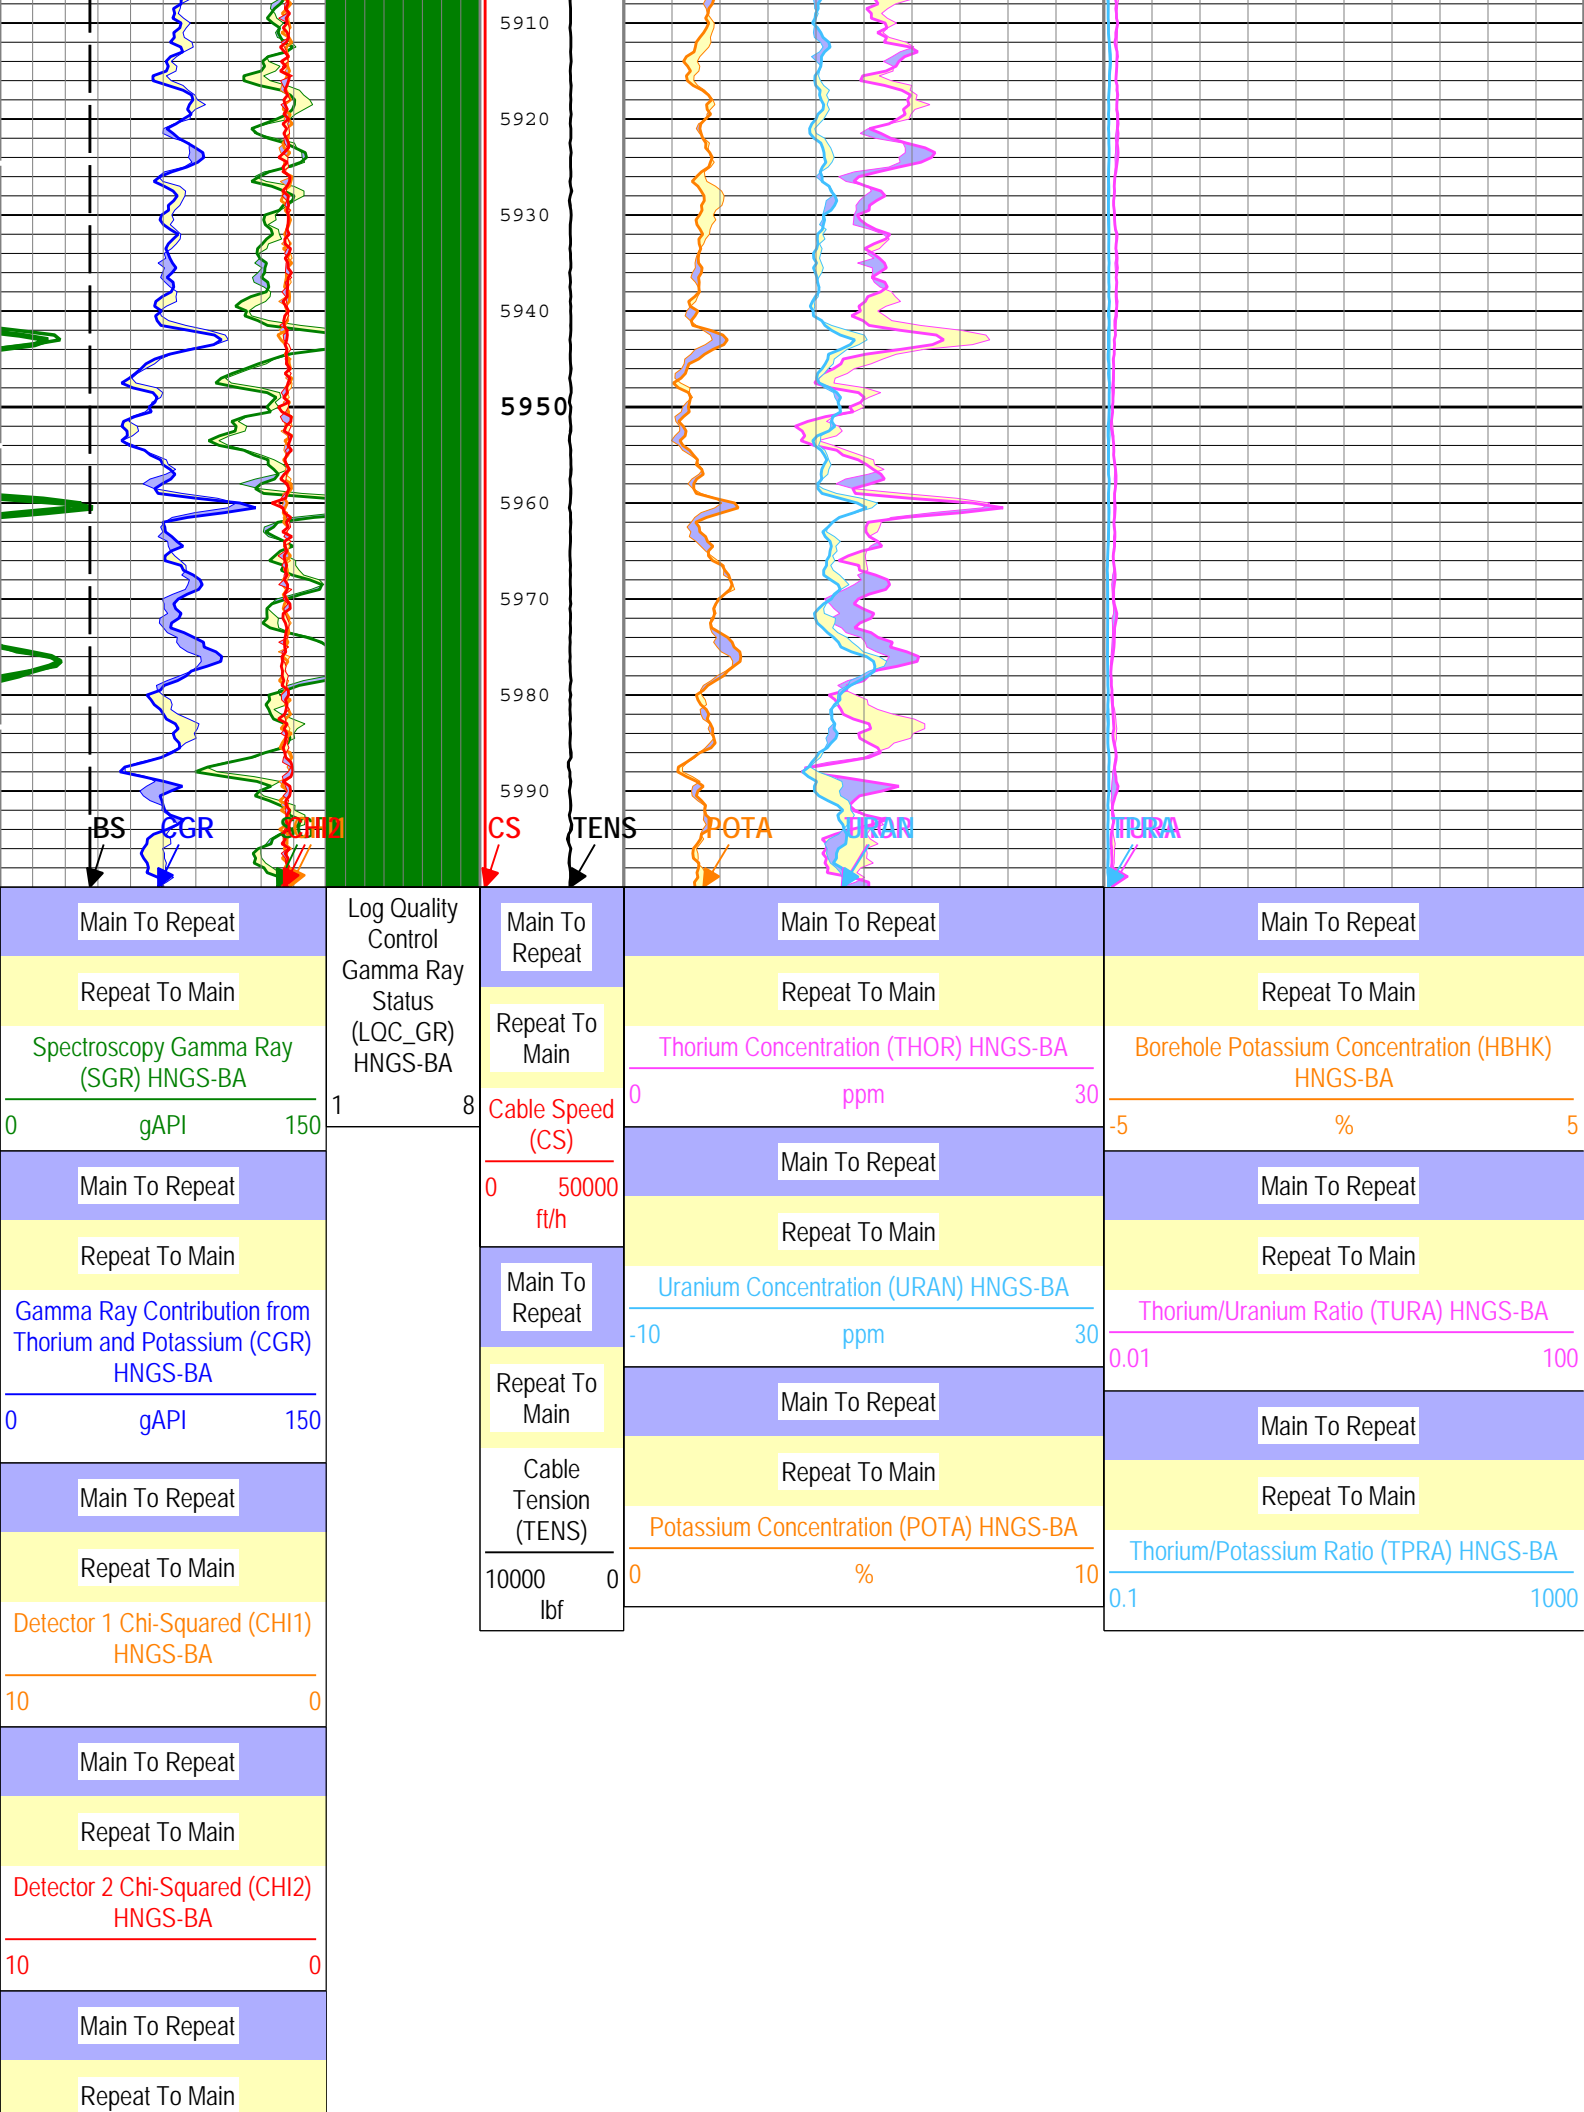 5910
5920
5930
5940
5950
5960
5970
5980
5990
BS
CGR
CHI2
CS
TENS
POTA
URAN
TPRA
Main To Repeat
Repeat To Main
Spectroscopy Gamma Ray
(SGR) HNGS-BA
0 gAPI 150
Main To Repeat
Repeat To Main
Gamma Ray Contribution from
Thorium and Potassium (CGR)
HNGS-BA
0 gAPI 150
Main To Repeat
Repeat To Main
Detector 1 Chi-Squared (CHI1)
HNGS-BA
10 0
Main To Repeat
Repeat To Main
Detector 2 Chi-Squared (CHI2)
HNGS-BA
10 0
Main To Repeat
Repeat To Main
Log Quality
Control
Gamma Ray
Status
(LQC_GR)
HNGS-BA
1 8
Main To
Repeat
Repeat To
Main
Cable Speed
(CS)
0 50000
ft/h
Main To
Repeat
Repeat To
Main
Cable
Tension
(TENS)
10000 0
lbf
Main To Repeat
Repeat To Main
Thorium Concentration (THOR) HNGS-BA
0 ppm 30
Main To Repeat
Repeat To Main
Uranium Concentration (URAN) HNGS-BA
-10 ppm 30
Main To Repeat
Repeat To Main
Potassium Concentration (POTA) HNGS-BA
0 % 10
Main To Repeat
Repeat To Main
Borehole Potassium Concentration (HBHK)
HNGS-BA
-5 % 5
Main To Repeat
Repeat To Main
Thorium/Uranium Ratio (TURA) HNGS-BA
0.01 100
Main To Repeat
Repeat To Main
Thorium/Potassium Ratio (TPRA) HNGS-BA
0.1 1000